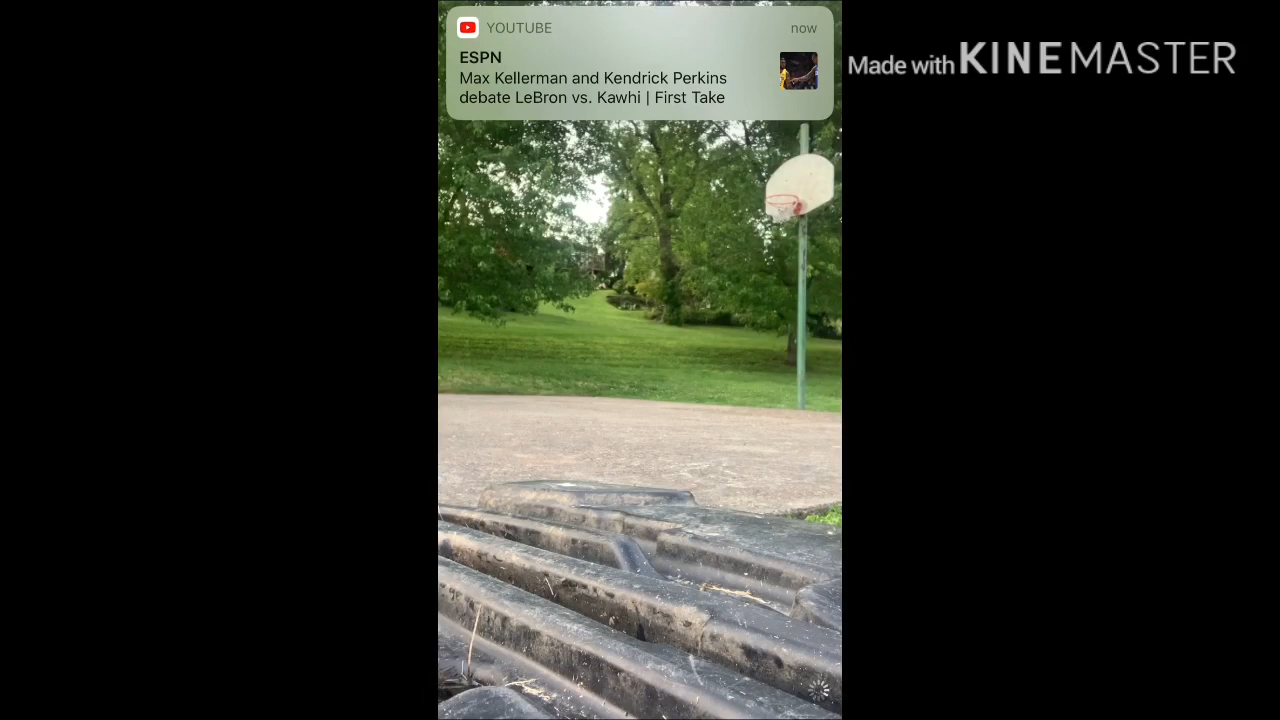 YOUTUBE
now
ESPN
Max Kellerman and Kendrick Perkins
debate LeBron vs. Kawhi | First Take
Made with KINEMASTER